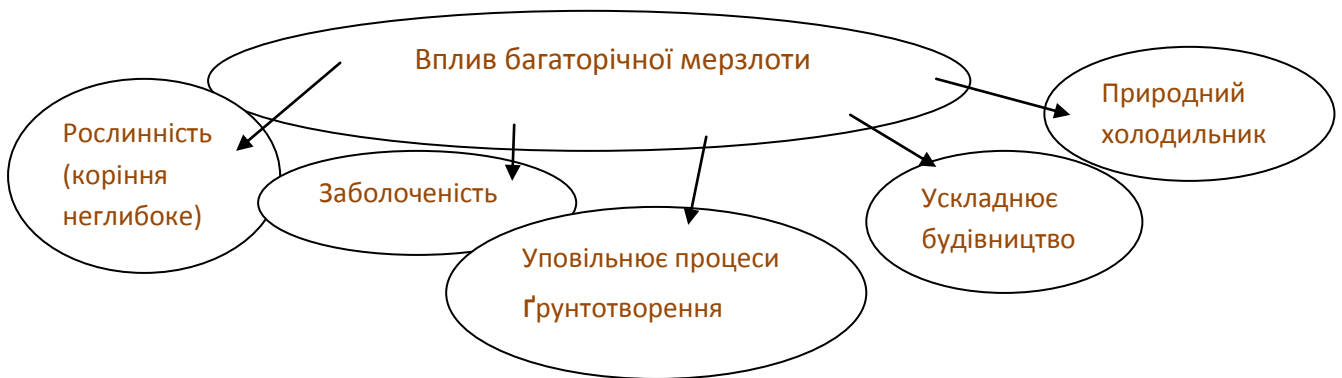 Вплив багаторічної мерзлоти
Рослинність
(коріння
неглибоке)
Заболоченість
Уповільнює процеси
Ґрунтотворення
Ускладнює
будівництво
Природний
холодильник